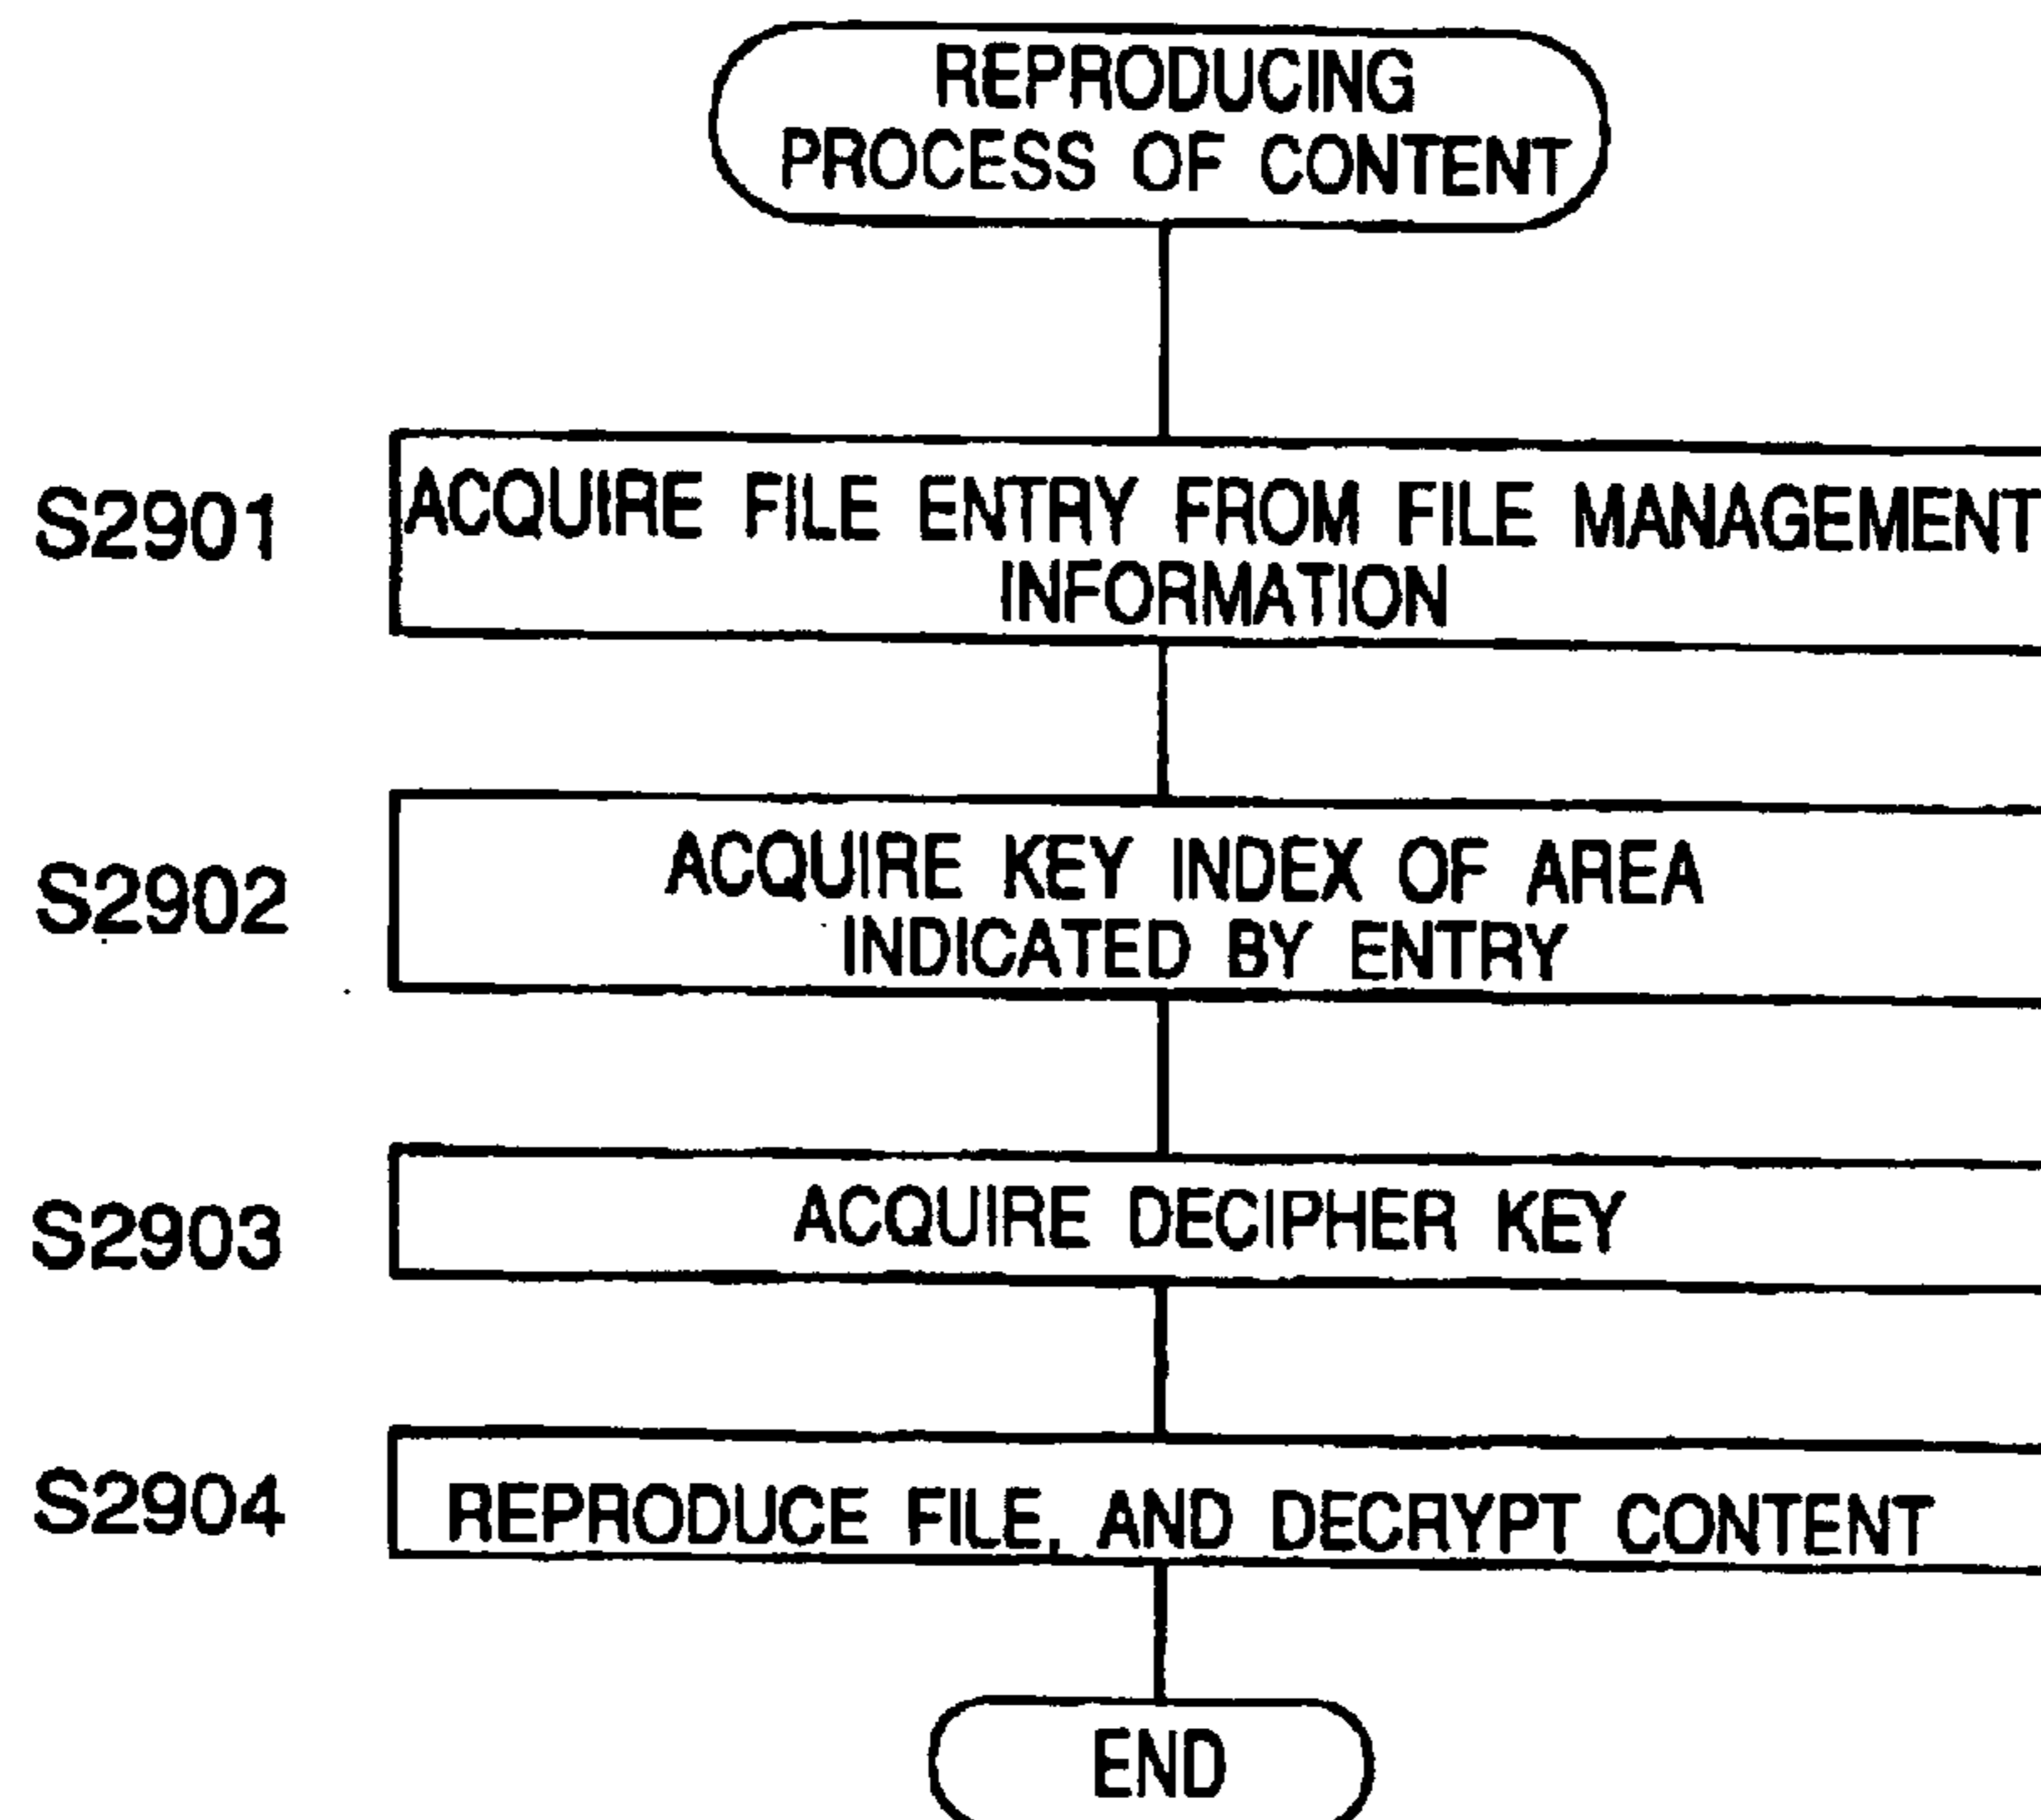 REPRODUCING
PROCESS OF CONTENT
S2901
ACQUIRE FILE ENTRY FROM FILE MANAGEMENT
INFORMATION
S2902
ACQUIRE KEY INDEX OF AREA
INDICATED BY ENTRY
S2903
ACQUIRE DECIPHER KEY
S2904
REPRODUCE FILE, AND DECRYPT CONTENT
END